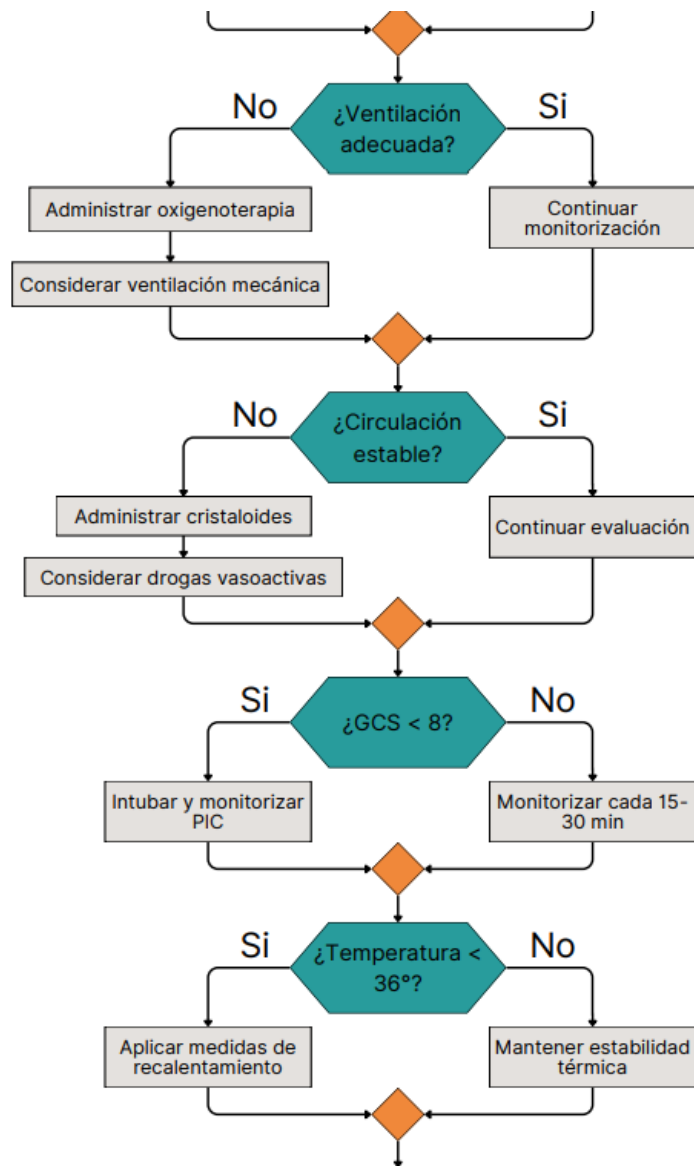 No
¿Ventilación
adecuada?
Si
Administrar oxigenoterapia
Continuar
monitorización
Considerar ventilación mecánica
No
¿Circulación
estable?
Si
Administrar cristaloides
Continuar evaluación
Considerar drogas vasoactivas
Si
¿GCS < 8?
No
Intubar y monitorizar
PIC
Monitorizar cada 15-
30 min
Si
¿Temperatura <
36°?
No
Aplicar medidas de
recalentamiento
Mantener estabilidad
térmica